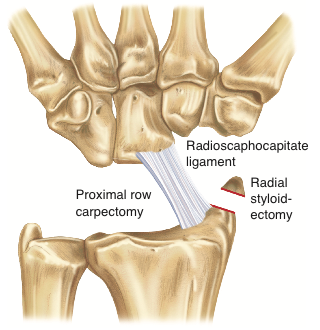 Radioscaphocapitate
ligament
Radial
styloid-
ectomy
Proximal row
carpectomy